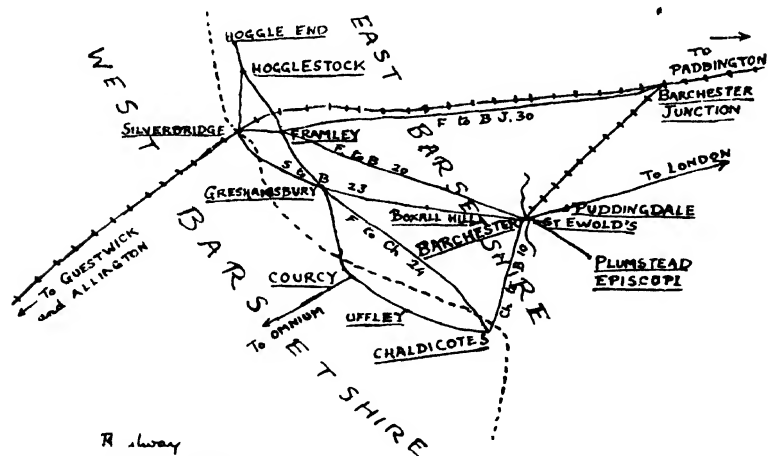 HOGGLE END
HOGGLESTOCK
WEST
EAST
TO
PADDINGTON
BARCHESTER
JUNCTION
F to B J. 30
SILVERBRIDGE
FRAMLEY
F to B 20
S to B 23
GRESHAMSBURY
TO LONDON
BOXALL HILL
PUDDINGDALE
ST EWOLD'S
BARCHESTER
PLUMSTEAD
EPISCOPI
F to Ch 24
Ch to B 10
BARSETSHIRE
COURCY
UFFLEY
TO OMNIUM
CHALDICOTES
TO GUESTWICK
and ALLINGTON
BARSETSHIRE